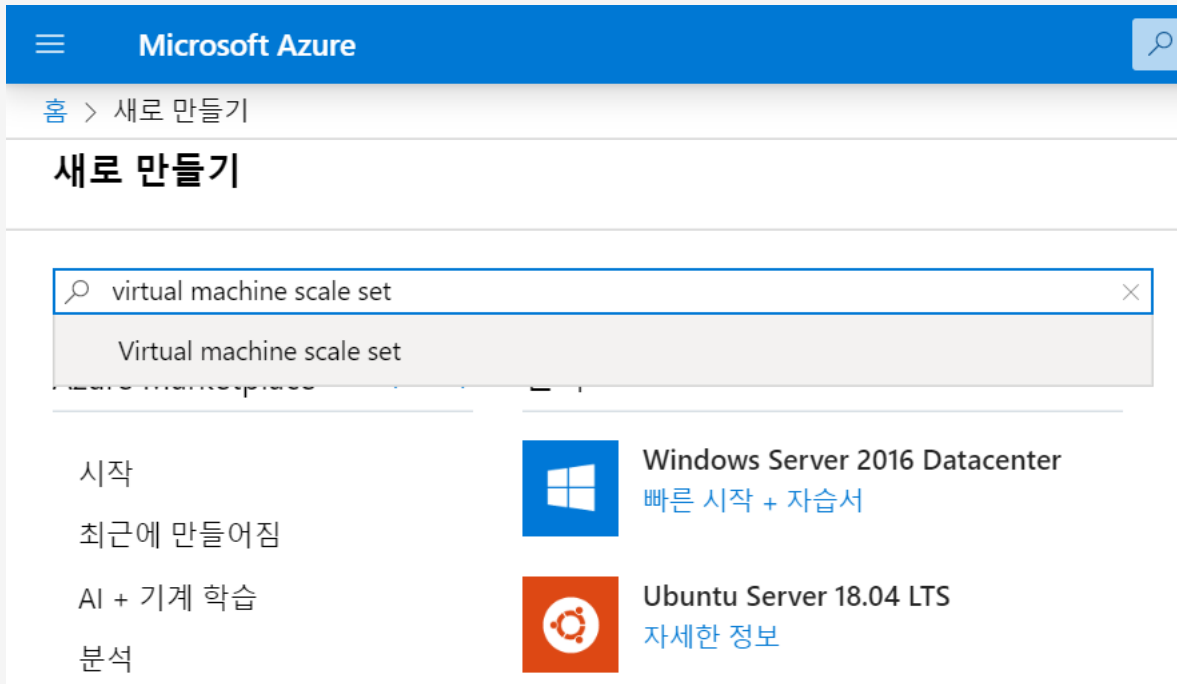 Microsoft Azure
홈 > 새로 만들기
새로 만들기
virtual machine scale set
Virtual machine scale set
시작
최근에 만들어짐
AI + 기계 학습
분석
Windows Server 2016 Datacenter
빠른 시작 + 자습서
Ubuntu Server 18.04 LTS
자세한 정보